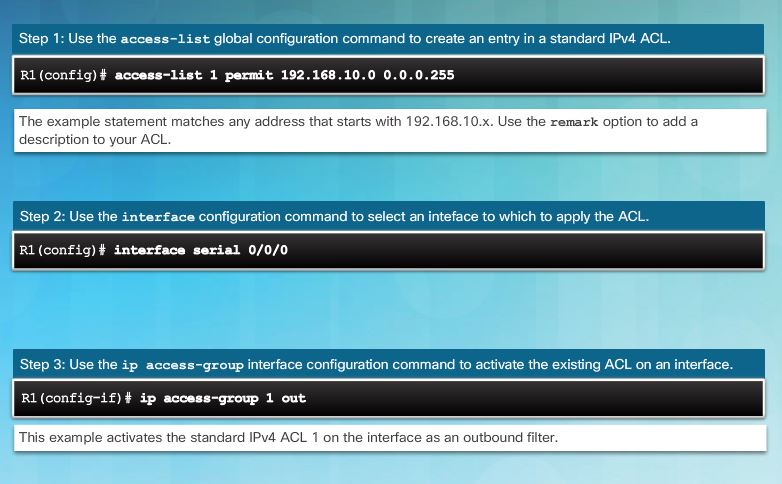 Step 1: Use the access-list global configuration command to create an entry in a standard IPv4 ACL.
R1(config)# access-list 1 permit 192.168.10.0 0.0.0.255
The example statement matches any address that starts with 192.168.10.x. Use the remark option to add a
description to your ACL.
Step 2: Use the interface configuration command to select an inteface to which to apply the ACL.
R1(config)# interface serial 0/0/0
Step 3: Use the ip access-group interface configuration command to activate the existing ACL on an interface.
R1(config-if)# ip access-group 1 out
This example activates the standard IPv4 ACL 1 on the interface as an outbound filter.